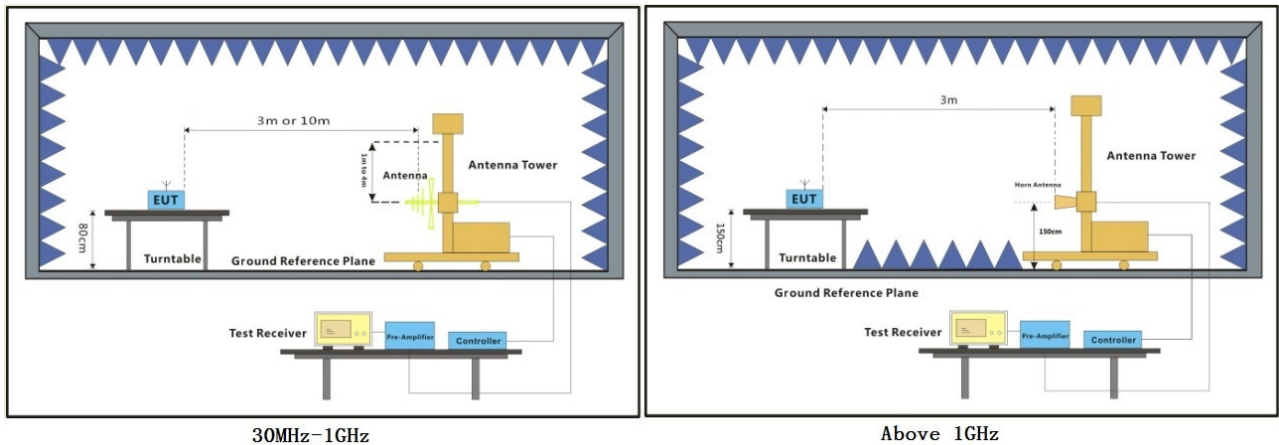 3m or 10m
1m to 4m
Antenna
Antenna Tower
EUT
80cm
Turntable
Ground Reference Plane
Test Receiver
Pre-Amplifier
Controller
30MHz-1GHz
3m
Antenna Tower
Horn Antenna
EUT
150cm
150cm
Turntable
Ground Reference Plane
Test Receiver
Pre-Amplifier
Controller
Above 1GHz